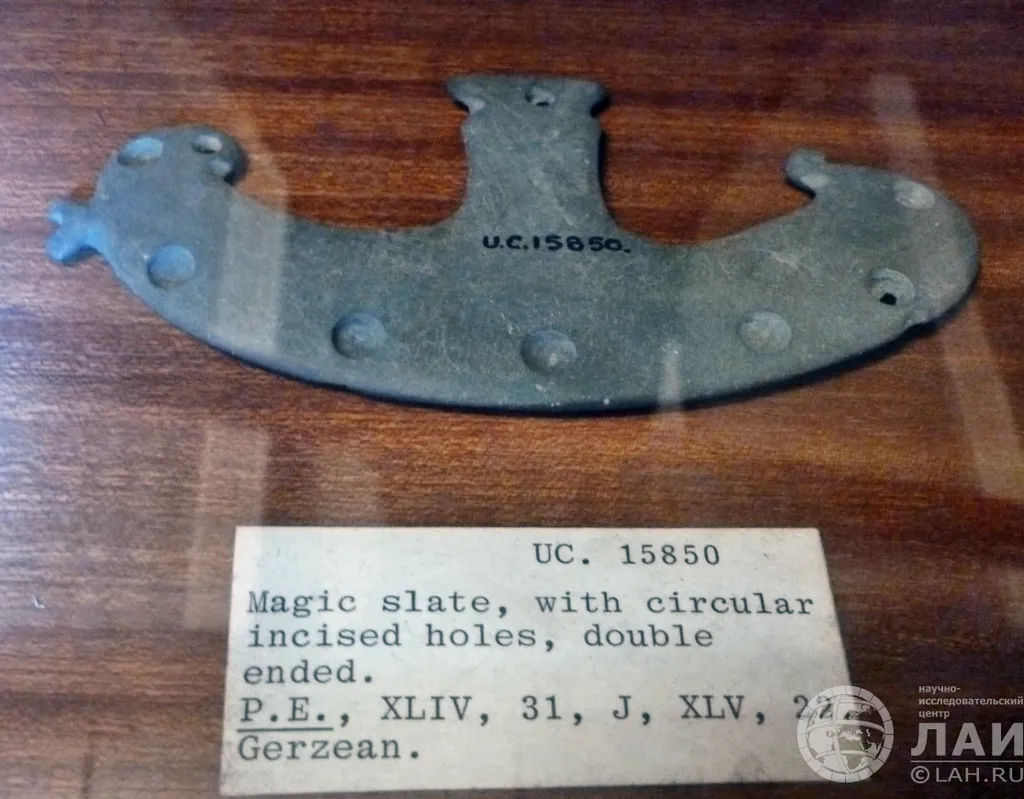 U.C.15850.
UC. 15850
Magic slate, with circular
incised holes, double
ended.
P.E., XLIV, 31, J, XLV, 22.
Gerzean.
научно-
исследовательский
центр
ЛАИ
© LAH.RU